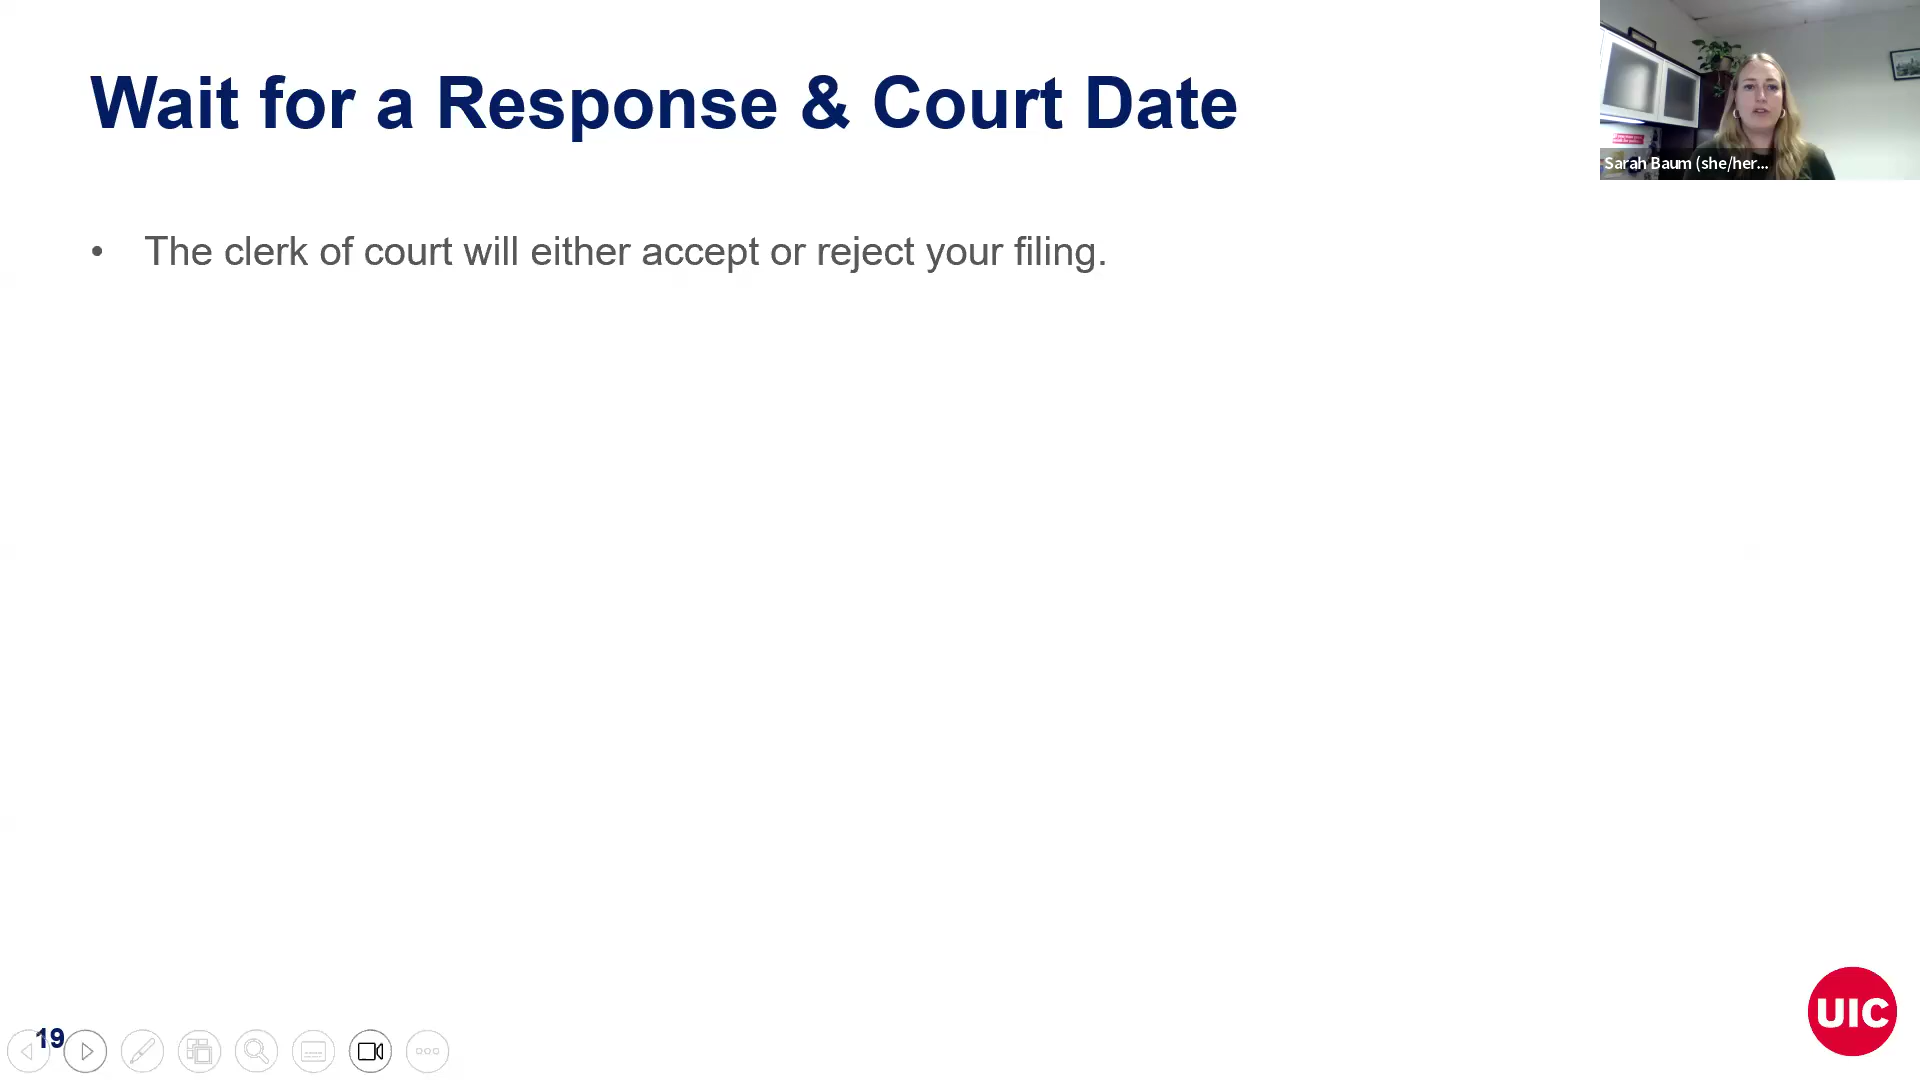 Wait for a Response & Court Date
Sarah Baum (she/her...
• The clerk of court will either accept or reject your filing.
UIC
19